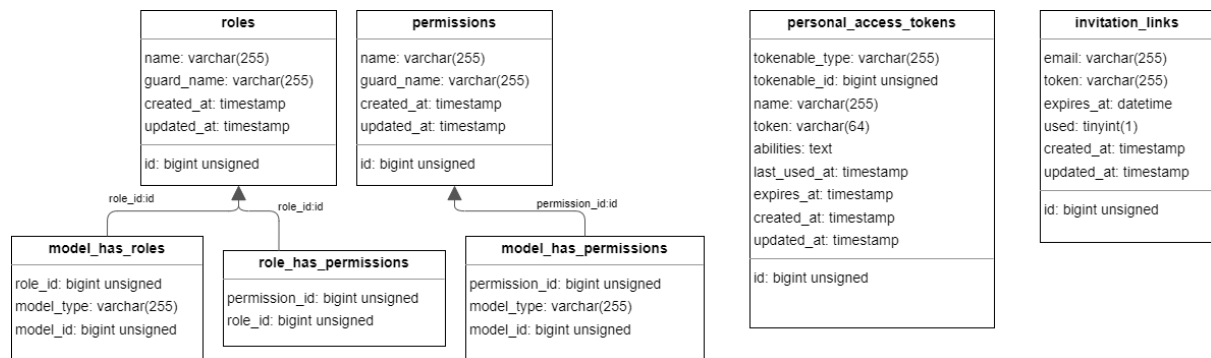 roles
name: varchar(255)
guard_name: varchar(255)
created_at: timestamp
updated_at: timestamp
id: bigint unsigned
permissions
name: varchar(255)
guard_name: varchar(255)
created_at: timestamp
updated_at: timestamp
id: bigint unsigned
personal_access_tokens
tokenable_type: varchar(255)
tokenable_id: bigint unsigned
name: varchar(255)
token: varchar(64)
abilities: text
last_used_at: timestamp
expires_at: timestamp
created_at: timestamp
updated_at: timestamp
id: bigint unsigned
invitation_links
email: varchar(255)
token: varchar(255)
expires_at: datetime
used: tinyint(1)
created_at: timestamp
updated_at: timestamp
id: bigint unsigned
role_id:id
role_id:id
permission_id:id
model_has_roles
role_id: bigint unsigned
model_type: varchar(255)
model_id: bigint unsigned
role_has_permissions
permission_id: bigint unsigned
role_id: bigint unsigned
model_has_permissions
permission_id: bigint unsigned
model_type: varchar(255)
model_id: bigint unsigned